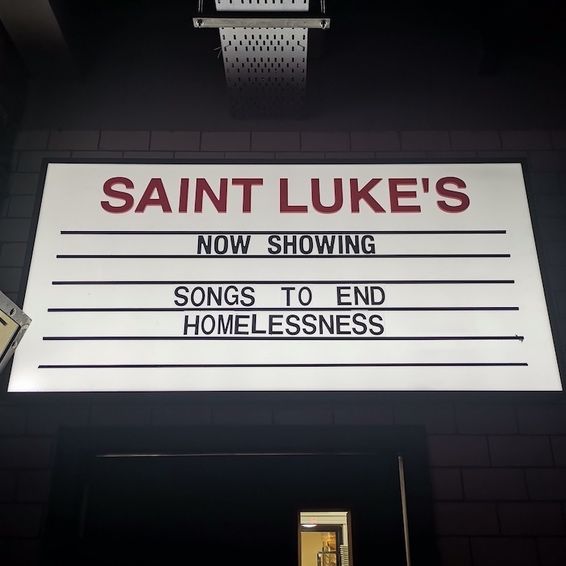 SAINT LUKE'S
NOW SHOWING
SONGS TO END
HOMELESSNESS